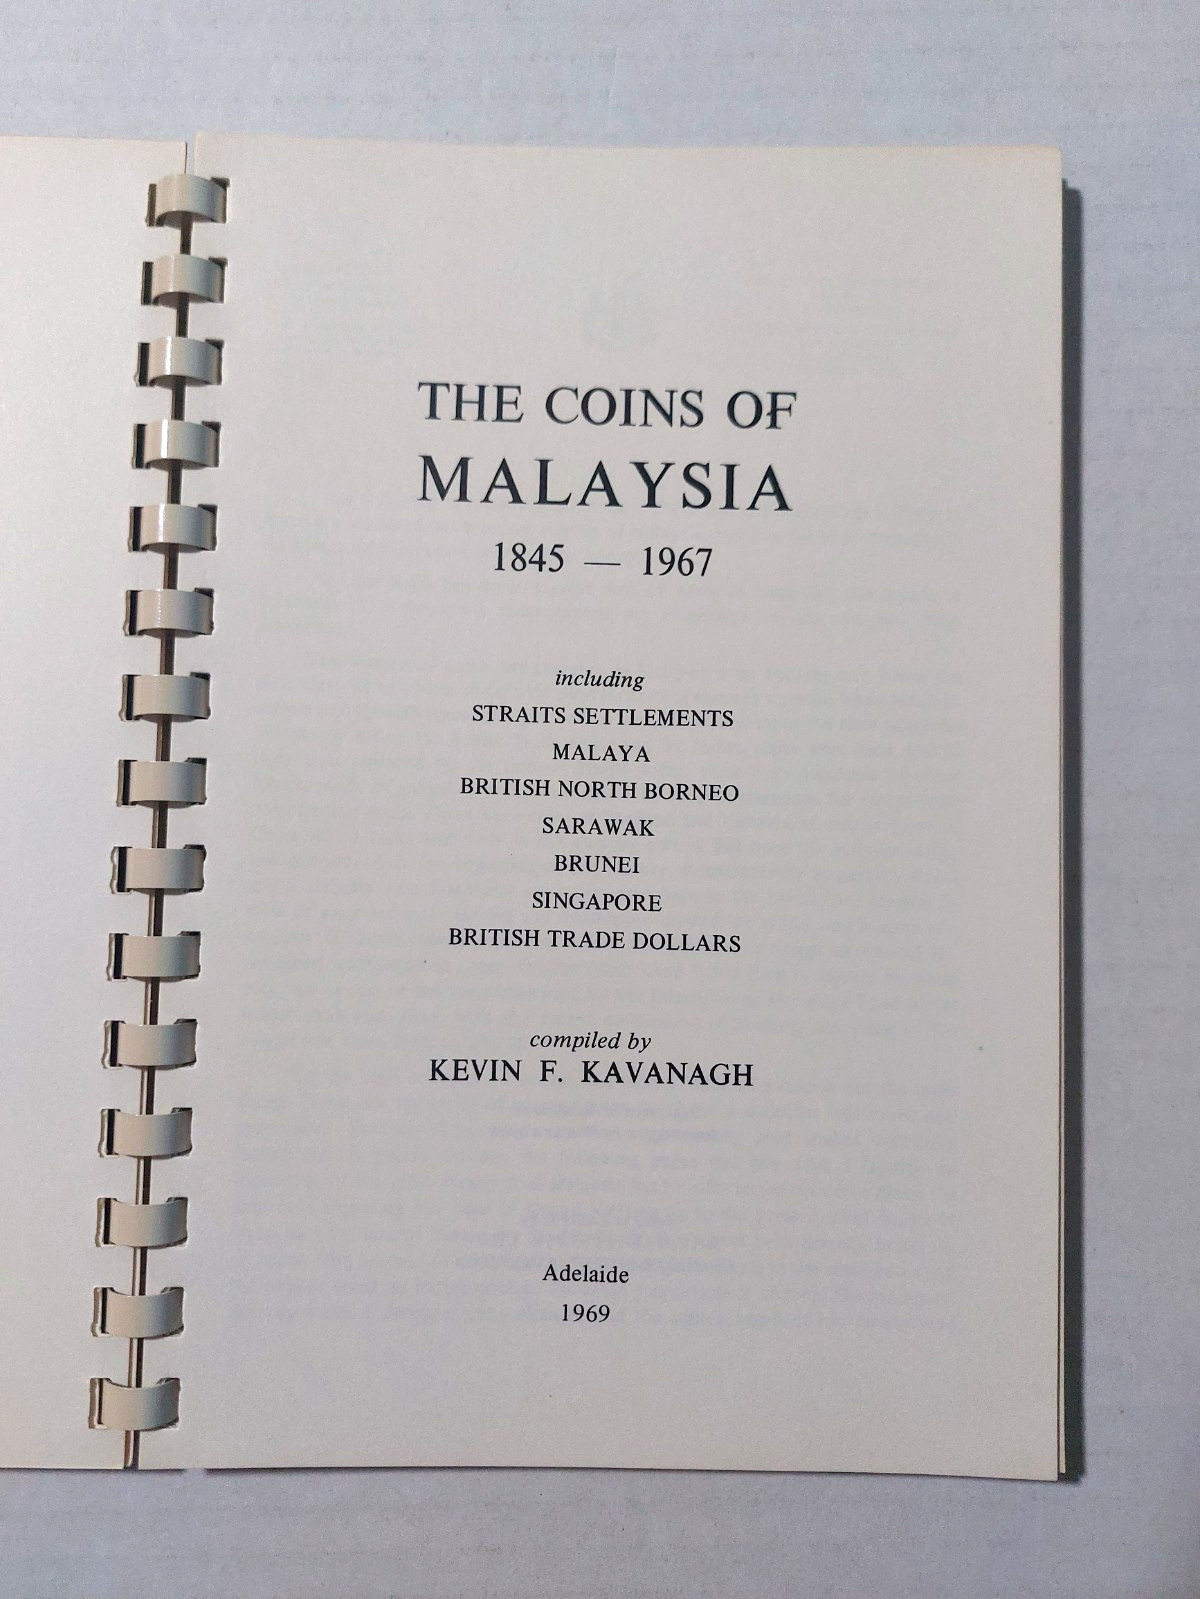 THE COINS OF
MALAYSIA
1845 — 1967
including
STRAITS SETTLEMENTS
MALAYA
BRITISH NORTH BORNEO
SARAWAK
BRUNEI
SINGAPORE
BRITISH TRADE DOLLARS
compiled by
KEVIN F. KAVANAGH
Adelaide
1969